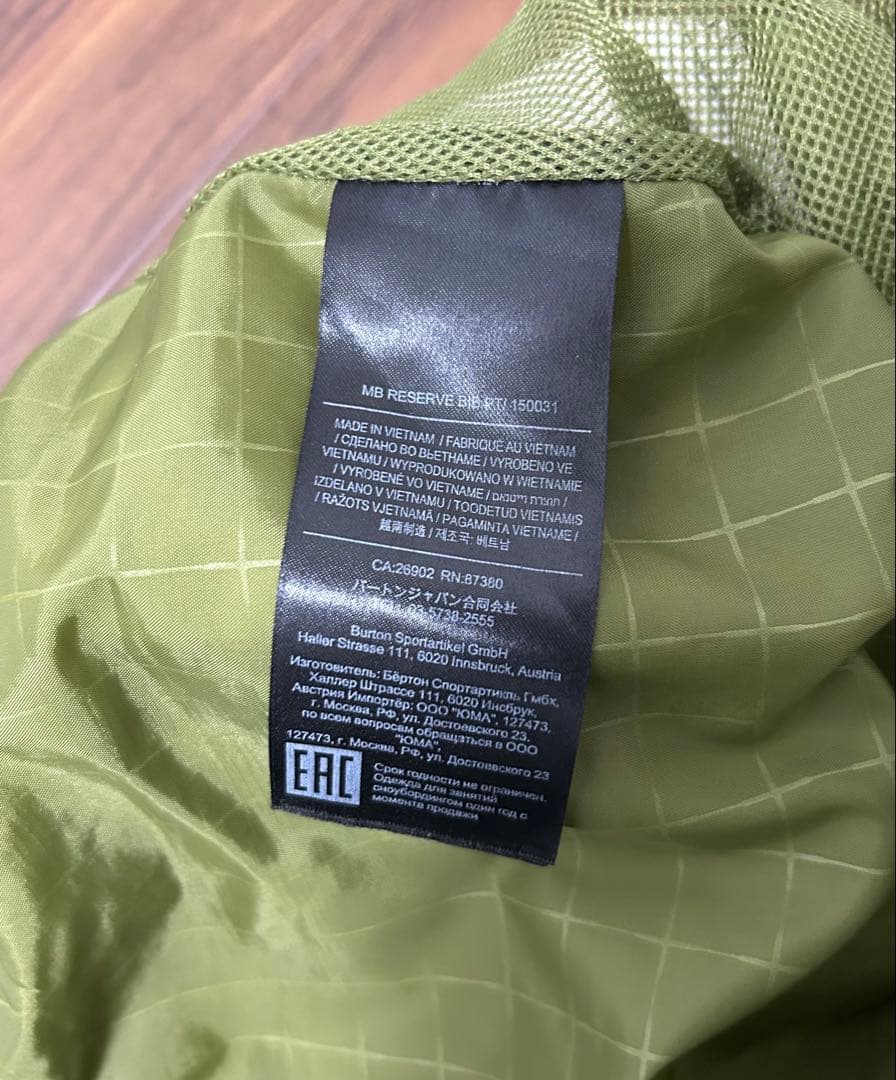 MB RESERVE BIB PT/ 150031
MADE IN VIETNAM / FABRIQUE AU VIETNAM
/ СДЕЛАНО ВО ВЬЕТНАМЕ / VYROBENO VE
VIETNAMU / WYPRODUKOWANO W WIETNAMIE
/ VYROBENÉ VO VIETNAME / תוצרת וייטנאם /
IZDELANO V VIETNAMU / TOODETUD VIETNAMIS
/ RAŽOTS VJETNAMĀ / PAGAMINTA VIETNAME /
越南制造 / 제조국: 베트남
CA:26902 RN:87380
バートンジャパン合同会社
03-5738-2555
Burton Sportartikel GmbH
Haller Strasse 111, 6020 Innsbruck, Austria
Изготовитель: Бёртон Спортартикль Гмбх,
Халлер Штрассе 111, 6020 Инсбрук,
Австрия Импортёр: ООО "ЮМА", 127473,
г. Москва, РФ, ул. Достоевского 23.
по всем вопросам обращаться в ООО
"ЮМА".
127473, г. Москва, РФ, ул. Достоевского 23
EAC
Срок годности не ограничен.
Одежда для занятий
сноубордингом один год с
момента продажи